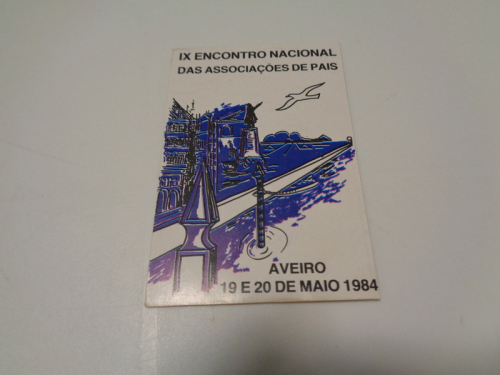 IX ENCONTRO NACIONAL
DAS ASSOCIAÇÕES DE PAIS
AVEIRO
19 E 20 DE MAIO 1984